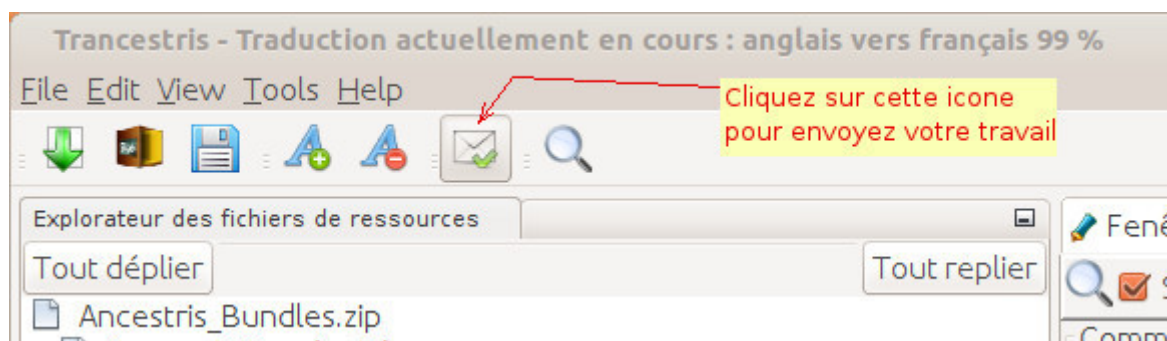 Trancestris - Traduction actuellement en cours : anglais vers français 99 %
File Edit View Tools Help
Cliquez sur cette icone
pour envoyez votre travail
Explorateur des fichiers de ressources
Tout déplier
Tout replier
Ancestris_Bundles.zip